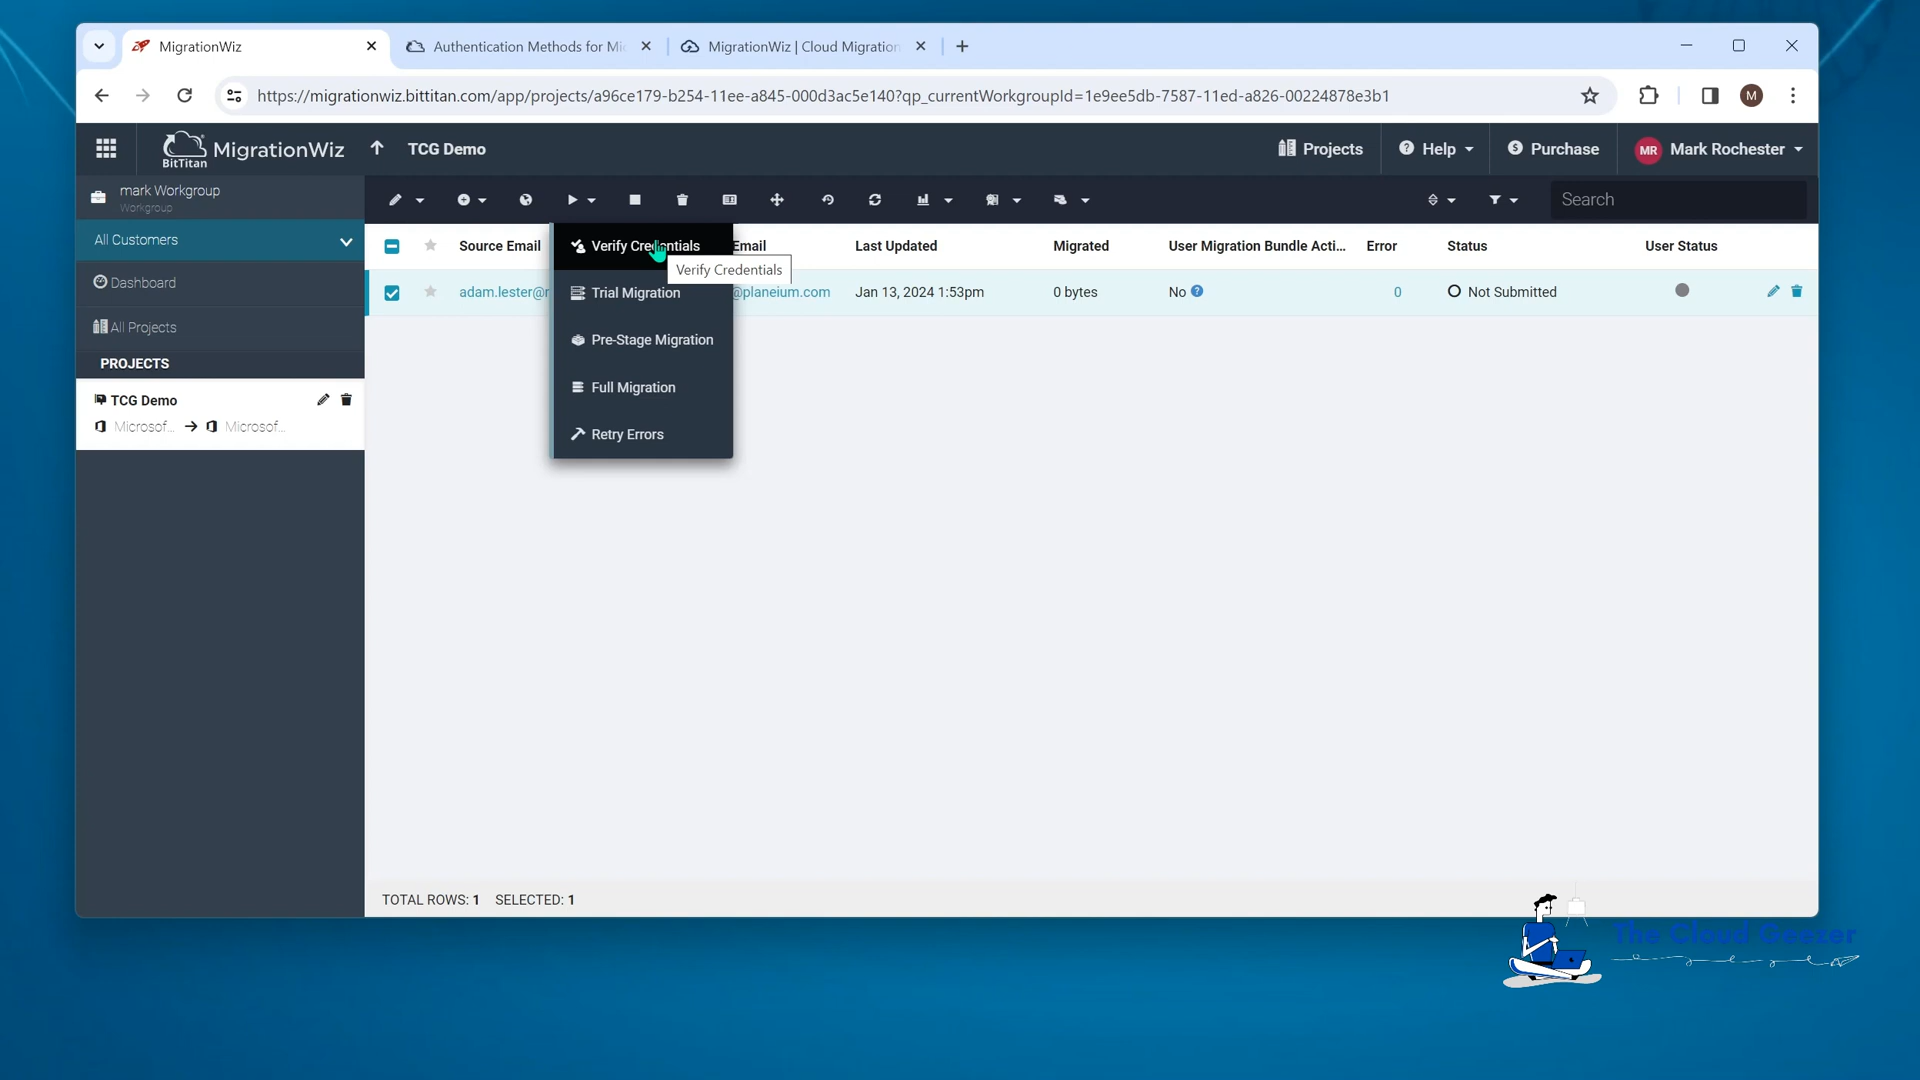 MigrationWiz
Authentication Methods for Mi
MigrationWiz | Cloud Migration
https://migrationwiz.bittitan.com/app/projects/a96ce179-b254-11ee-a845-000d3ac5e140?qp_currentWorkgroupId=1e9ee5db-7587-11ed-a826-00224878e3b1
M
BitTitan MigrationWiz
TCG Demo
Projects
Help
Purchase
MR Mark Rochester
mark Workgroup
Workgroup
Search
All Customers
Source Email
Verify Credentials
Email
Last Updated
Migrated
User Migration Bundle Acti...
Error
Status
User Status
Verify Credentials
Dashboard
adam.lester@r
Trial Migration
@planeium.com
Jan 13, 2024 1:53pm
0 bytes
No
0
Not Submitted
All Projects
Pre-Stage Migration
PROJECTS
Full Migration
TCG Demo
Microsof... Microsof...
Retry Errors
TOTAL ROWS: 1 SELECTED: 1
The Cloud Geezer